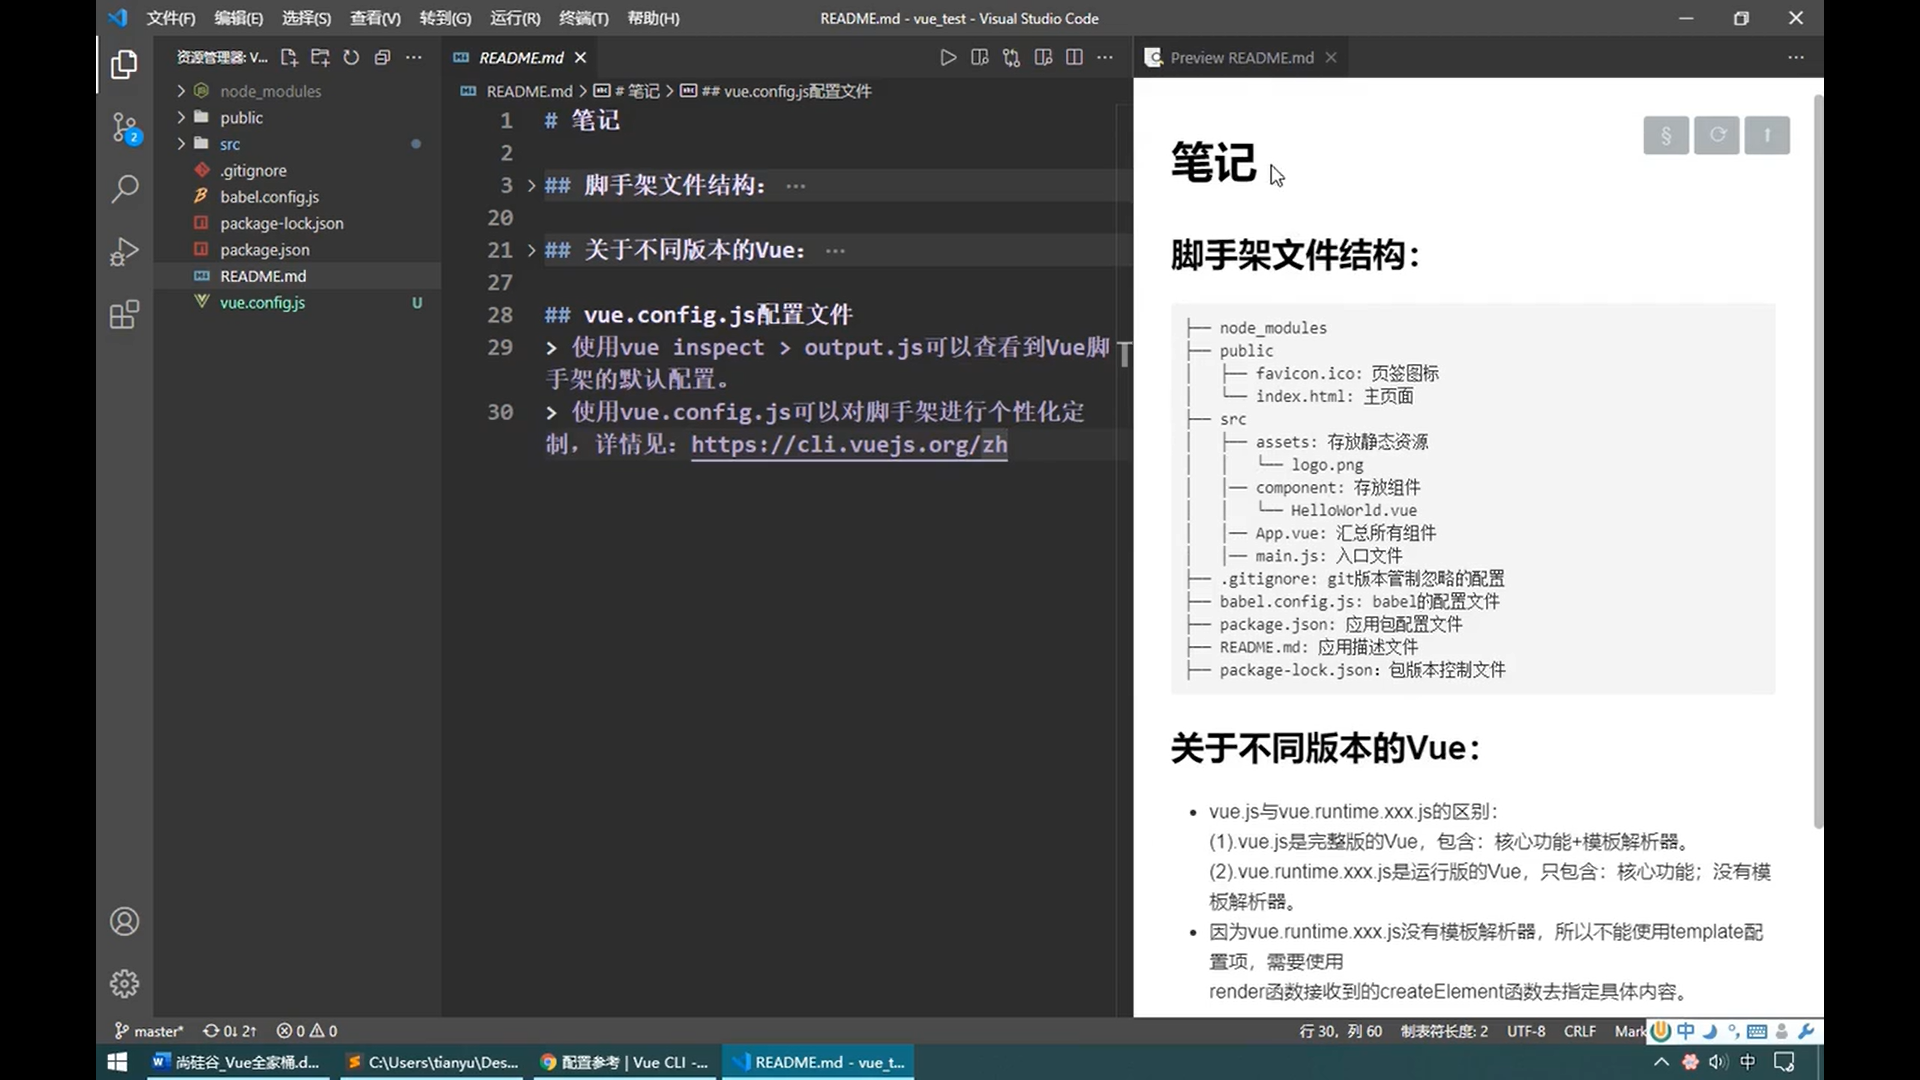 文件(F) 编辑(E) 选择(S) 查看(V) 转到(G) 运行(R) 终端(T) 帮助(H) README.md - vue_test - Visual Studio Code
资源管理器: V...
README.md
Preview README.md
README.md > # 笔记 > ## vue.config.js配置文件
node_modules
public
src
.gitignore
babel.config.js
package-lock.json
package.json
README.md
vue.config.js U
2
1 # 笔记
2
3 ## 脚手架文件结构： ...
20
21 ## 关于不同版本的Vue： ...
27
28 ## vue.config.js配置文件
29 > 使用vue inspect > output.js可以查看到Vue脚
手架的默认配置。
30 > 使用vue.config.js可以对脚手架进行个性化定
制，详情见：https://cli.vuejs.org/zh
笔记
脚手架文件结构：
├── node_modules
├── public
│   ├── favicon.ico: 页签图标
│   └── index.html: 主页面
├── src
│   ├── assets: 存放静态资源
│   │   └── logo.png
│   │── component: 存放组件
│   │   └── HelloWorld.vue
│   │── App.vue: 汇总所有组件
│   │── main.js: 入口文件
├── .gitignore: git版本管制忽略的配置
├── babel.config.js: babel的配置文件
├── package.json: 应用包配置文件
├── README.md: 应用描述文件
├── package-lock.json：包版本控制文件
关于不同版本的Vue：
• vue.js与vue.runtime.xxx.js的区别：
(1).vue.js是完整版的Vue，包含：核心功能+模板解析器。
(2).vue.runtime.xxx.js是运行版的Vue，只包含：核心功能；没有模
板解析器。
• 因为vue.runtime.xxx.js没有模板解析器，所以不能使用template配
置项，需要使用
render函数接收到的createElement函数去指定具体内容。
master* 0↓ 2↑ 0 0 行 30，列 60 制表符长度: 2 UTF-8 CRLF Mark 中
尚硅谷_Vue全家桶.d... C:\Users\tianyu\Des... 配置参考 | Vue CLI -... README.md - vue_t... 中